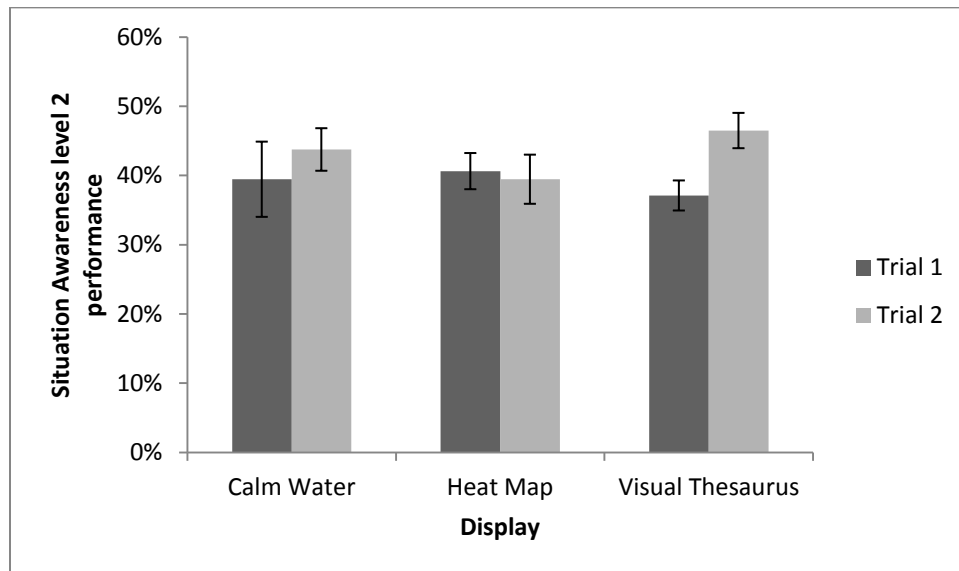 60%
50%
40%
30%
20%
10%
0%
Situation Awareness level 2
performance
Calm Water
Heat Map
Visual Thesaurus
Display
Trial 1
Trial 2